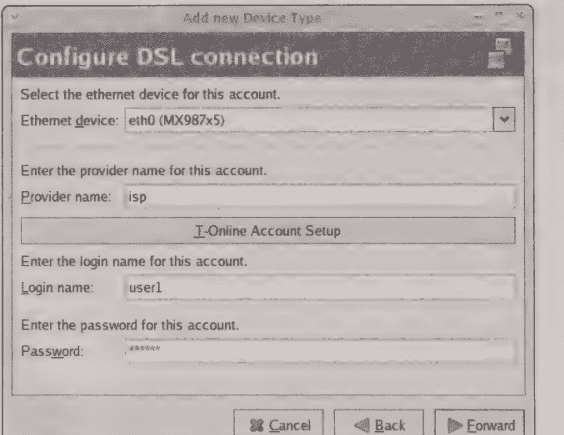 Add new Device Type
Configure DSL connection
Select the ethernet device for this account.
Ethernet device: eth0 (MX987x5)
Enter the provider name for this account.
Provider name: isp
T-Online Account Setup
Enter the login name for this account.
Login name: user1
Enter the password for this account.
Password: ******
Cancel Back Forward